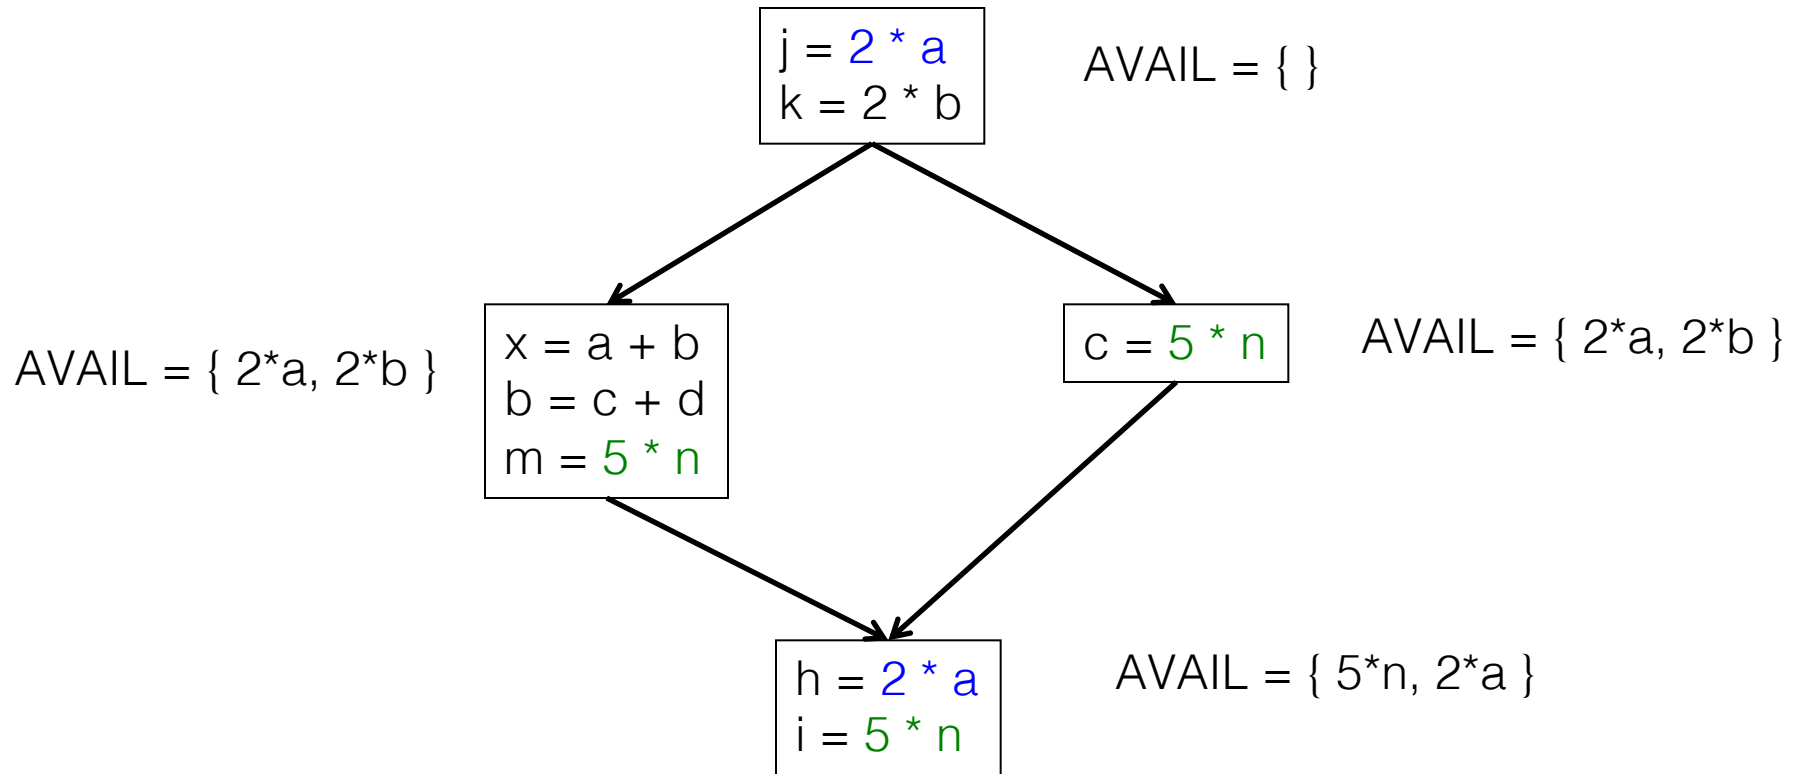 j = 2 * a
k = 2 * b
AVAIL = { }
AVAIL = { 2*a, 2*b }
x = a + b
b = c + d
m = 5 * n
c = 5 * n
AVAIL = { 2*a, 2*b }
h = 2 * a
i = 5 * n
AVAIL = { 5*n, 2*a }